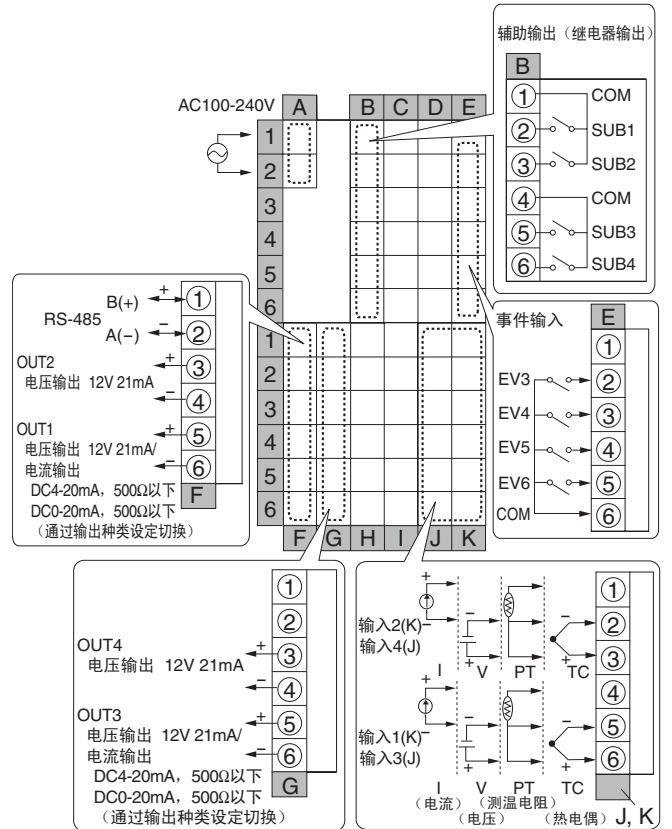 辅助输出（继电器输出）
B
① COM
② SUB1
③ SUB2
④ COM
⑤ SUB3
⑥ SUB4
AC100-240V
A B C D E
1
2
3
4
5
6
1
2
3
4
5
6
F G H I J K
B(+) + ①
RS-485
A(−) − ②
OUT2 + ③
电压输出 12V 21mA
− ④
OUT1 + ⑤
电压输出 12V 21mA/
− ⑥
电流输出
DC4-20mA，500Ω以下
DC0-20mA，500Ω以下
（通过输出种类设定切换）
F
事件输入
E
①
EV3 ②
EV4 ③
EV5 ④
EV6 ⑤
COM ⑥
①
②
OUT4 + ③
电压输出 12V 21mA
− ④
OUT3 + ⑤
电压输出 12V 21mA/
− ⑥
电流输出
DC4-20mA，500Ω以下
DC0-20mA，500Ω以下
（通过输出种类设定切换）
G
①
+ − − ②
输入2(K) −
输入4(J)
+ + ③
I V PT TC
④
+ − − ⑤
输入1(K) −
输入3(J)
+ + ⑥
I V PT TC
（电流） （测温电阻）
（电压） （热电偶） J, K